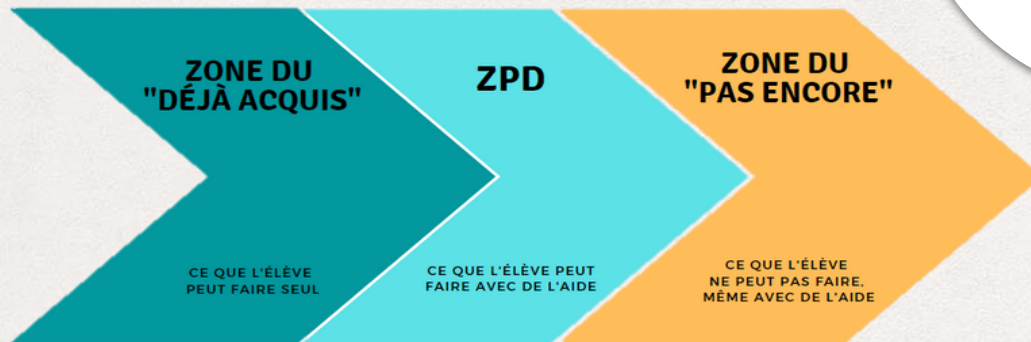 ZONE DU
"DÉJÀ ACQUIS"
CE QUE L'ÉLÈVE
PEUT FAIRE SEUL
ZPD
CE QUE L'ÉLÈVE PEUT
FAIRE AVEC DE L'AIDE
ZONE DU
"PAS ENCORE"
CE QUE L'ÉLÈVE
NE PEUT PAS FAIRE,
MÊME AVEC DE L'AIDE